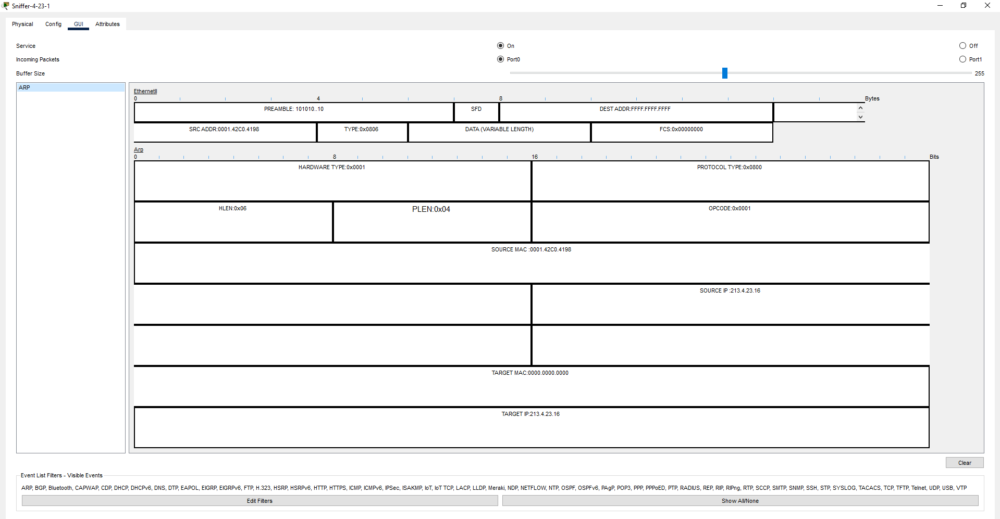 Sniffer-4-23-1
Physical Config GUI Attributes
Service On Off
Incoming Packets Port0 Port1
Buffer Size 255
ARP
EthernetII
0 4 8 Bytes
PREAMBLE: 101010..10 SFD DEST ADDR:FFFF.FFFF.FFFF
SRC ADDR:0001.42C0.4198 TYPE:0x0806 DATA (VARIABLE LENGTH) FCS:0x00000000
Arp
0 8 16 Bits
HARDWARE TYPE:0x0001 PROTOCOL TYPE:0x0800
HLEN:0x06 PLEN:0x04 OPCODE:0x0001
SOURCE MAC :0001.42C0.4198
SOURCE IP :213.4.23.16
TARGET MAC:0000.0000.0000
TARGET IP:213.4.23.16
Clear
Event List Filters - Visible Events
ARP, BGP, Bluetooth, CAPWAP, CDP, DHCP, DHCPv6, DNS, DTP, EAPOL, EIGRP, EIGRPv6, FTP, H.323, HSRP, HSRPv6, HTTP, HTTPS, ICMP, ICMPv6, IPSec, ISAKMP, IoT, IoT TCP, LACP, LLDP, Meraki, NDP, NETFLOW, NTP, OSPF, OSPFv6, PAgP, POP3, PPP, PPPoED, PTP, RADIUS, REP, RIP, RIPng, RTP, SCCP, SMTP, SNMP, SSH, STP, SYSLOG, TACACS, TCP, TFTP, Telnet, UDP, USB, VTP
Edit Filters Show All/None